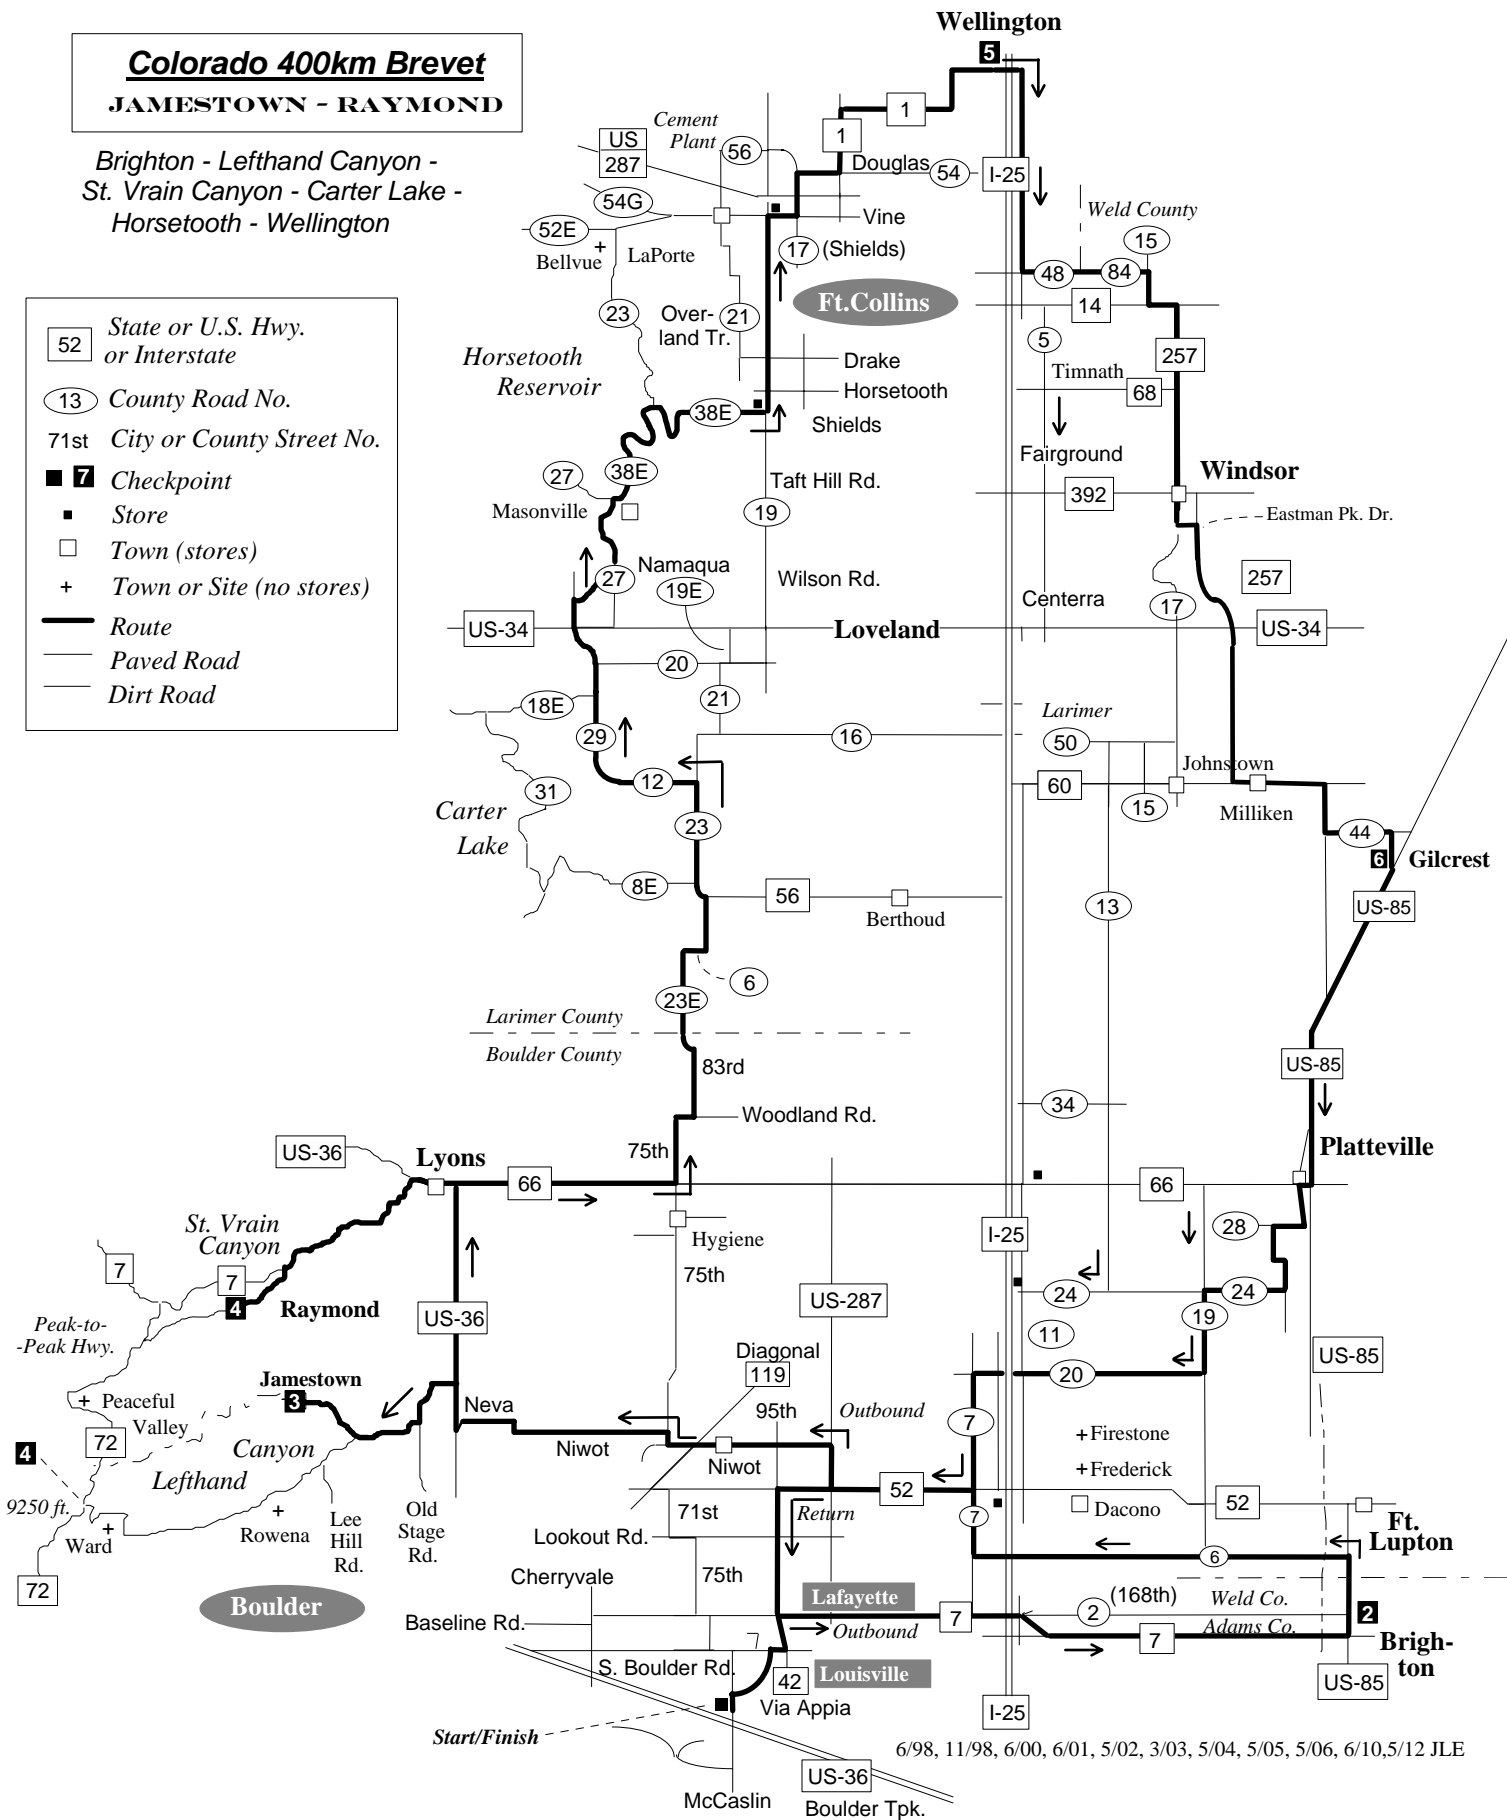 Wellington
5
Colorado 400km Brevet
JAMESTOWN - RAYMOND
Brighton - Lefthand Canyon -
St. Vrain Canyon - Carter Lake -
Horsetooth - Wellington
52
State or U.S. Hwy.
or Interstate
13
County Road No.
71st
City or County Street No.
7
Checkpoint
Store
Town (stores)
+
Town or Site (no stores)
Route
Paved Road
Dirt Road
Cement
Plant
US
287
56
1
1
Douglas
54
I-25
54G
52E
+
Bellvue
LaPorte
Vine
17
(Shields)
Weld County
15
48
84
14
Ft.Collins
23
Over-
land Tr.
21
5
257
Timnath
68
Drake
Horsetooth
Horsetooth
Reservoir
38E
Shields
Fairground
Windsor
38E
27
Masonville
Taft Hill Rd.
19
392
Eastman Pk. Dr.
Namaqua
27
19E
Wilson Rd.
257
Centerra
17
US-34
Loveland
US-34
20
18E
21
29
16
Larimer
50
12
31
Johnstown
60
15
Milliken
Carter
Lake
23
44
6
Gilcrest
8E
56
Berthoud
13
US-85
6
23E
Larimer County
Boulder County
83rd
US-85
34
Woodland Rd.
US-36
Lyons
75th
Platteville
66
66
St. Vrain
Canyon
Hygiene
I-25
28
7
7
75th
4
Raymond
US-287
24
24
Peak-to-
-Peak Hwy.
US-36
19
11
Diagonal
119
US-85
20
Jamestown
3
+
Peaceful
Valley
Neva
95th
Outbound
7
72
Canyon
Lefthand
Niwot
Niwot
+
Firestone
+
Frederick
4
9250 ft.
52
52
Dacono
Ft.
Lupton
+
Ward
+
Rowena
Lee
Hill
Rd.
Old
Stage
Rd.
71st
Return
7
Lookout Rd.
72
75th
6
Cherryvale
Boulder
Lafayette
2
(168th)
Weld Co.
2
Baseline Rd.
7
Outbound
Adams Co.
7
Brigh-
ton
S. Boulder Rd.
42
Louisville
US-85
Via Appia
I-25
Start/Finish
6/98, 11/98, 6/00, 6/01, 5/02, 3/03, 5/04, 5/05, 5/06, 6/10,5/12 JLE
US-36
McCaslin
Boulder Tpk.